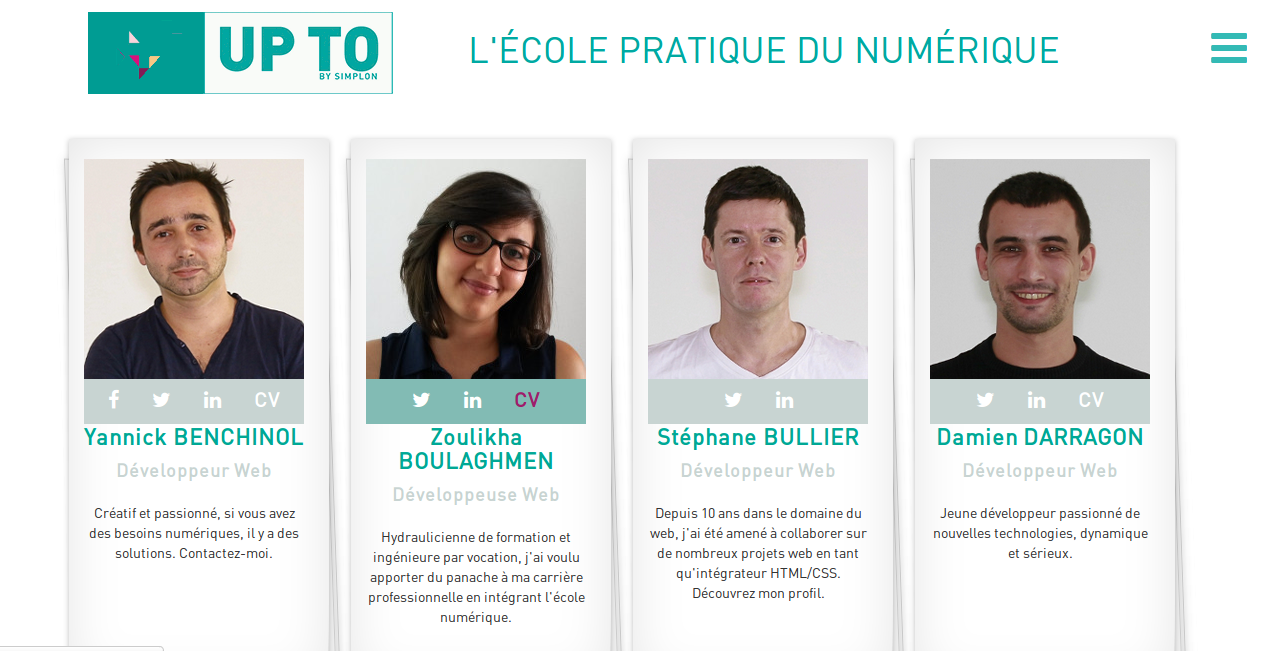 UP TO
BY SIMPLON
L'ÉCOLE PRATIQUE DU NUMÉRIQUE
CV
Yannick BENCHINOL
Développeur Web
Créatif et passionné, si vous avez
des besoins numériques, il y a des
solutions. Contactez-moi.
CV
Zoulikha
BOULAGHMEN
Développeuse Web
Hydraulicienne de formation et
ingénieure par vocation, j'ai voulu
apporter du panache à ma carrière
professionnelle en intégrant l'école
numérique.
Stéphane BULLIER
Développeur Web
Depuis 10 ans dans le domaine du
web, j'ai été amené à collaborer sur
de nombreux projets web en tant
qu'intégrateur HTML/CSS.
Découvrez mon profil.
CV
Damien DARRAGON
Développeur Web
Jeune développeur passionné de
nouvelles technologies, dynamique
et sérieux.